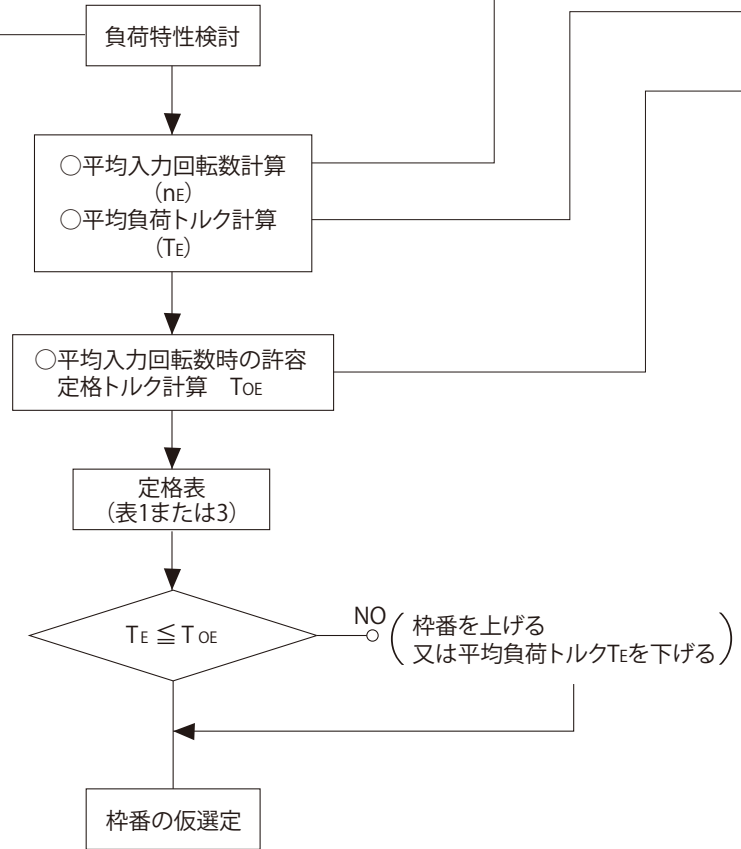 負荷特性検討
○平均入力回転数計算
(nE)
○平均負荷トルク計算
(TE)
○平均入力回転数時の許容
定格トルク計算 TOE
定格表
(表1または3)
TE ≦ TOE
NO
枠番を上げる
又は平均負荷トルクTEを下げる
枠番の仮選定